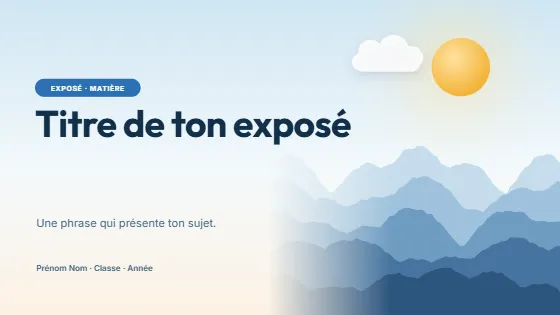 EXPOSÉ · MATIÈRE
Titre de ton exposé
Une phrase qui présente ton sujet.
Prénom Nom · Classe · Année